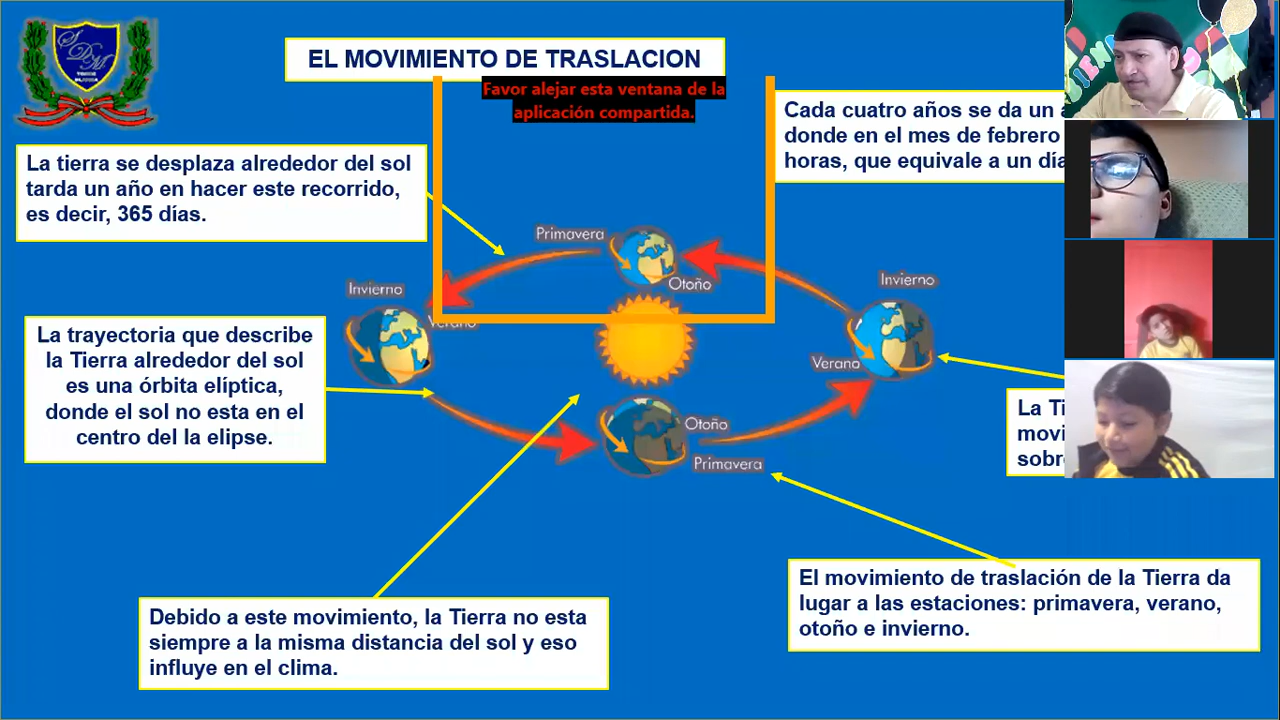 SDM
EL MOVIMIENTO DE TRASLACION
Favor alejar esta ventana de la
aplicación compartida.
Cada cuatro años se da un
donde en el mes de febrero
horas, que equivale a un día
La tierra se desplaza alrededor del sol
tarda un año en hacer este recorrido,
es decir, 365 días.
Primavera
Otoño
Invierno
Verano
Invierno
Verano
La trayectoria que describe
la Tierra alrededor del sol
es una órbita elíptica,
donde el sol no esta en el
centro del la elipse.
Otoño
Primavera
La
movi
sobre
El movimiento de traslación de la Tierra da
lugar a las estaciones: primavera, verano,
otoño e invierno.
Debido a este movimiento, la Tierra no esta
siempre a la misma distancia del sol y eso
influye en el clima.